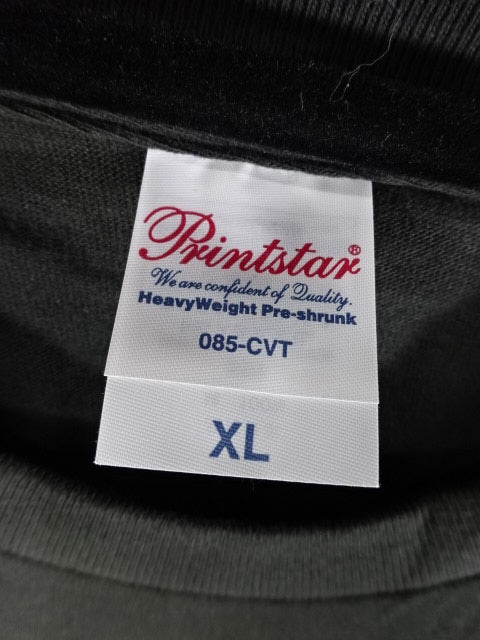 Printstar®
We are confident of Quality.
HeavyWeight Pre-shrunk
085-CVT
XL